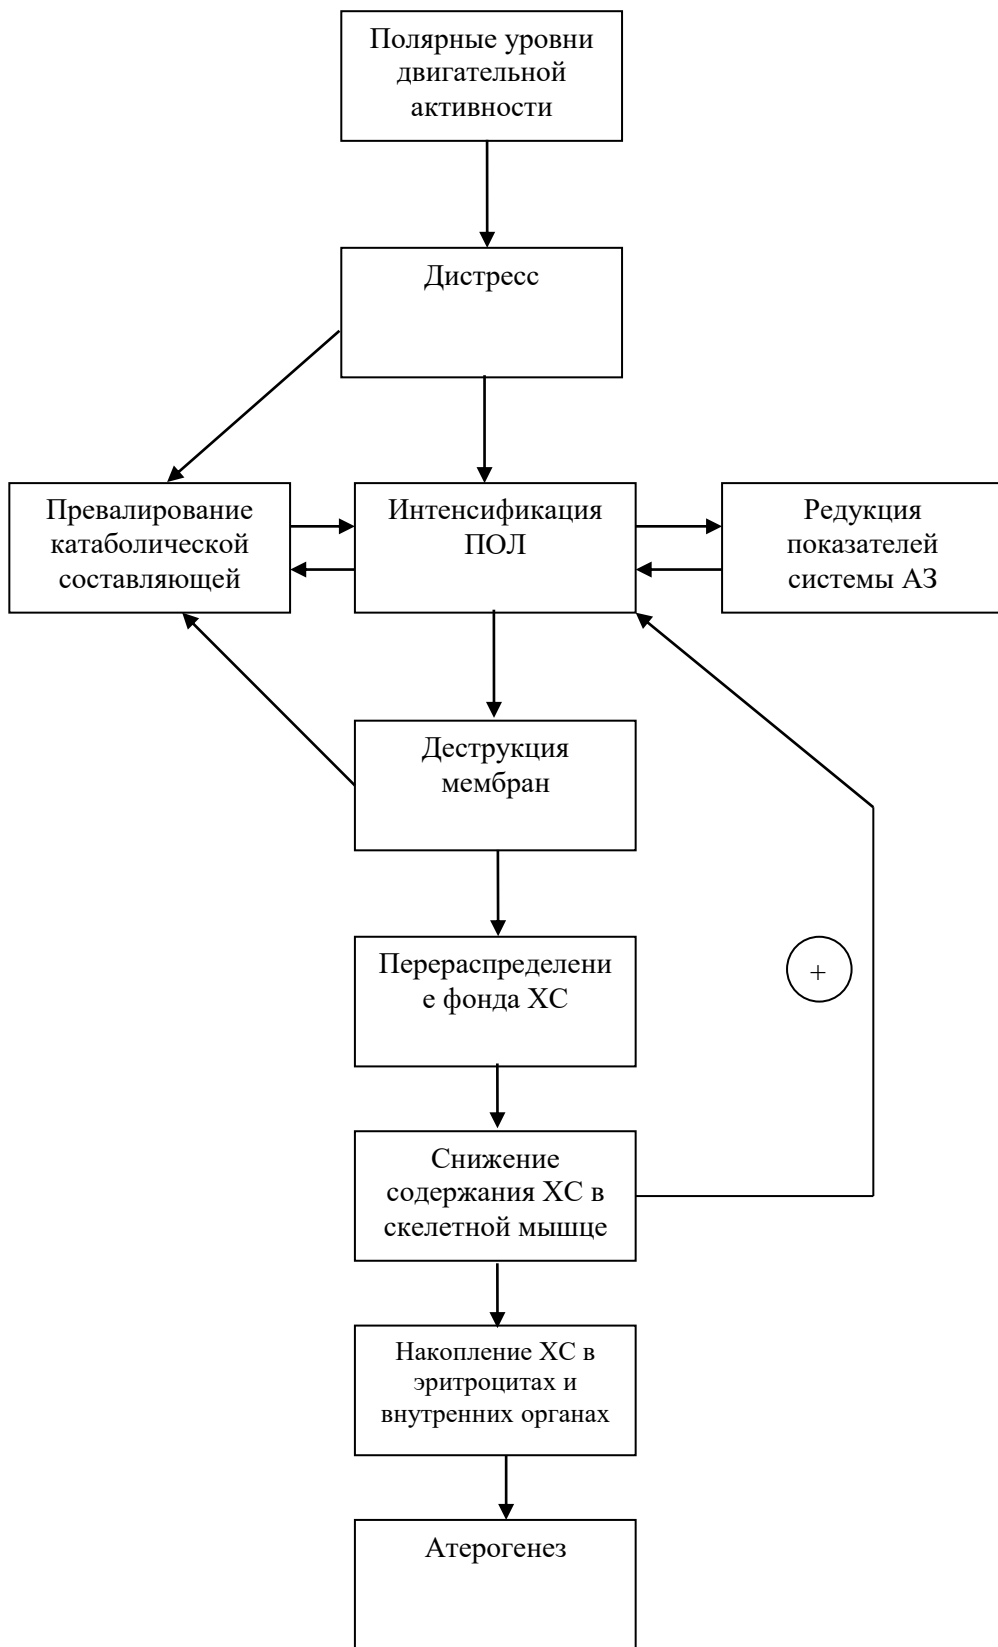 Полярные уровни
двигательной
активности
Дистресс
Превалирование
катаболической
составляющей
Интенсификация
ПОЛ
Редукция
показателей
системы АЗ
Деструкция
мембран
Перераспределени
е фонда ХС
+
Снижение
содержания ХС в
скелетной мышце
Накопление ХС в
эритроцитах и
внутренних органах
Атерогенез